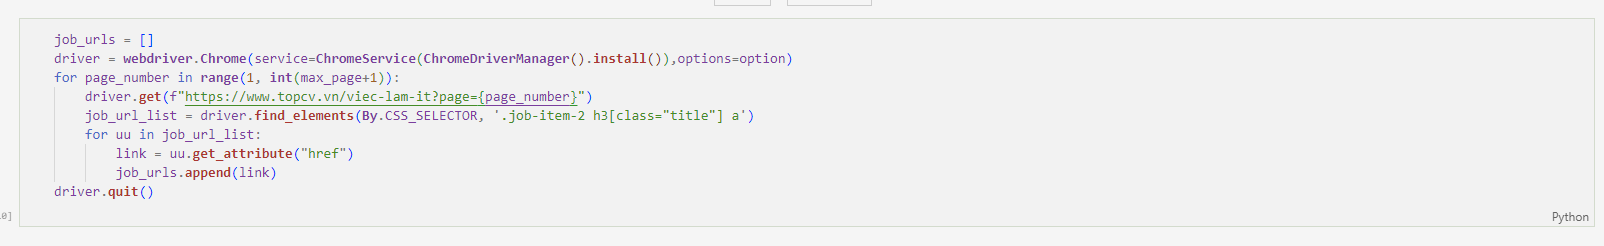 job_urls = []
driver = webdriver.Chrome(service=ChromeService(ChromeDriverManager().install()),options=option)
for page_number in range(1, int(max_page+1)):
    driver.get(f"https://www.topcv.vn/viec-lam-it?page={page_number}")
    job_url_list = driver.find_elements(By.CSS_SELECTOR, '.job-item-2 h3[class="title"] a')
    for uu in job_url_list:
        link = uu.get_attribute("href")
        job_urls.append(link)
driver.quit()
0]
Python